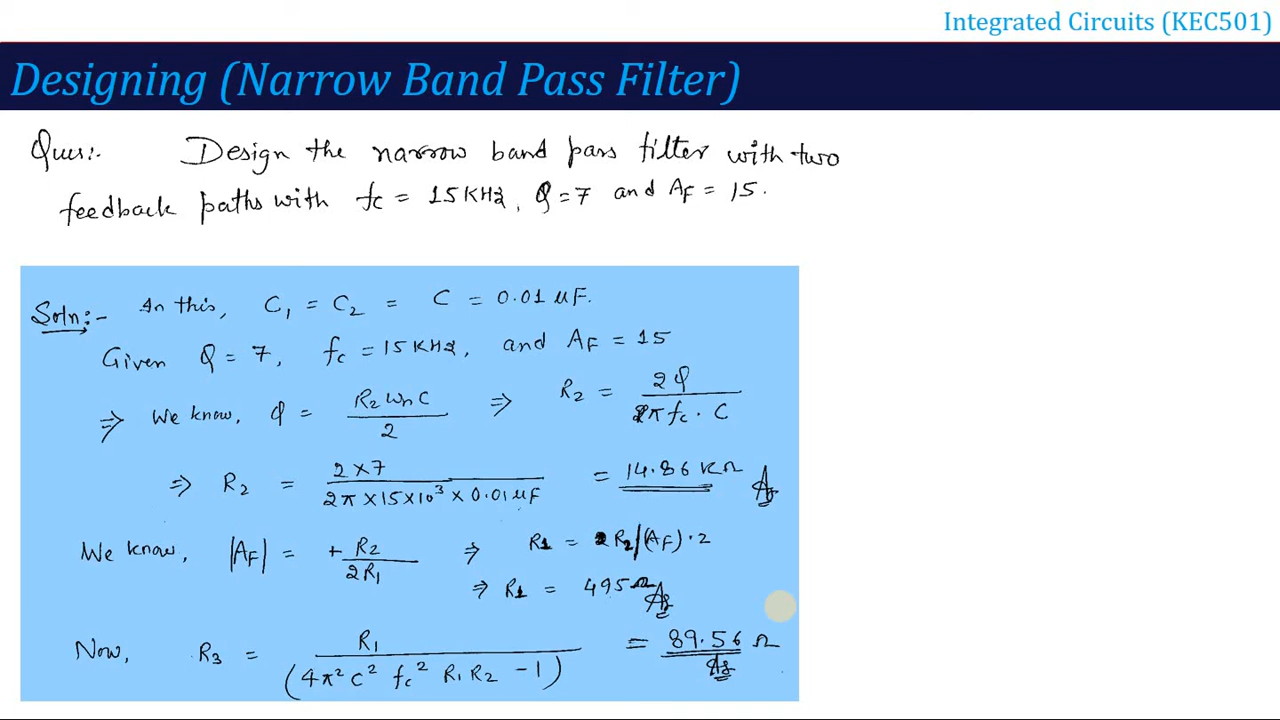 Integrated Circuits (KEC501)
Designing (Narrow Band Pass Filter)
Ques:- Design the narrow band pass filter with two
feedback paths with fc = 15 KHz, Q = 7 and AF = 15.
Soln:- In this, C1 = C2 = C = 0.01 μF.
Given Q = 7, fc = 15 KHz, and AF = 15
⇒ We know, Q = R2 ωn C / 2 ⇒ R2 = 2Q / 2π fc · C
⇒ R2 = 2 × 7 / 2π × 15 × 10³ × 0.01 μF = 14.86 KΩ
We know, |AF| = + R2 / 2R1 ⇒ R1 = R2/(AF) · 2
⇒ R1 = 495 Ω
Now, R3 = R1 / (4π² C² fc² R1 R2 - 1) = 89.56 Ω